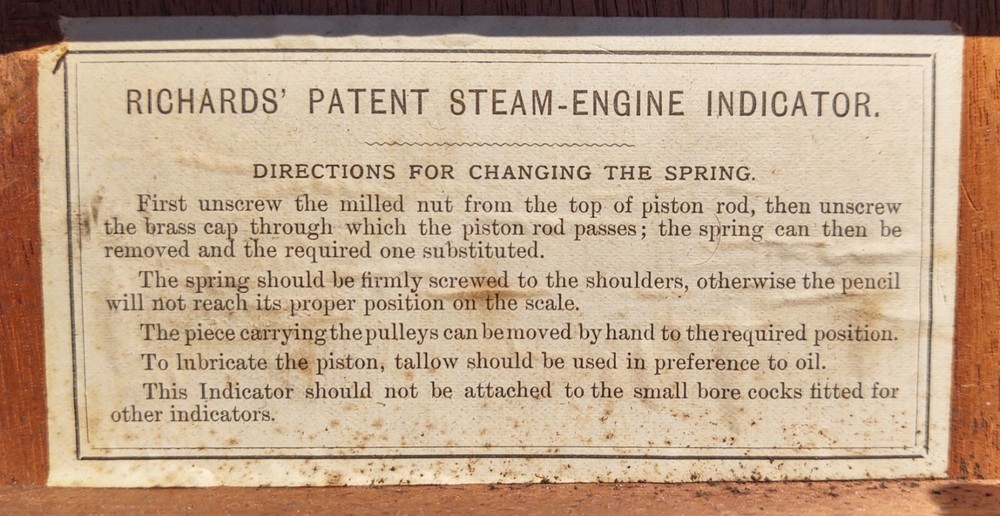 RICHARDS' PATENT STEAM-ENGINE INDICATOR.
DIRECTIONS FOR CHANGING THE SPRING.
First unscrew the milled nut from the top of piston rod, then unscrew
the brass cap through which the piston rod passes; the spring can then be
removed and the required one substituted.
The spring should be firmly screwed to the shoulders, otherwise the pencil
will not reach its proper position on the scale.
The piece carrying the pulleys can be moved by hand to the required position.
To lubricate the piston, tallow should be used in preference to oil.
This Indicator should not be attached to the small bore cocks fitted for
other indicators.